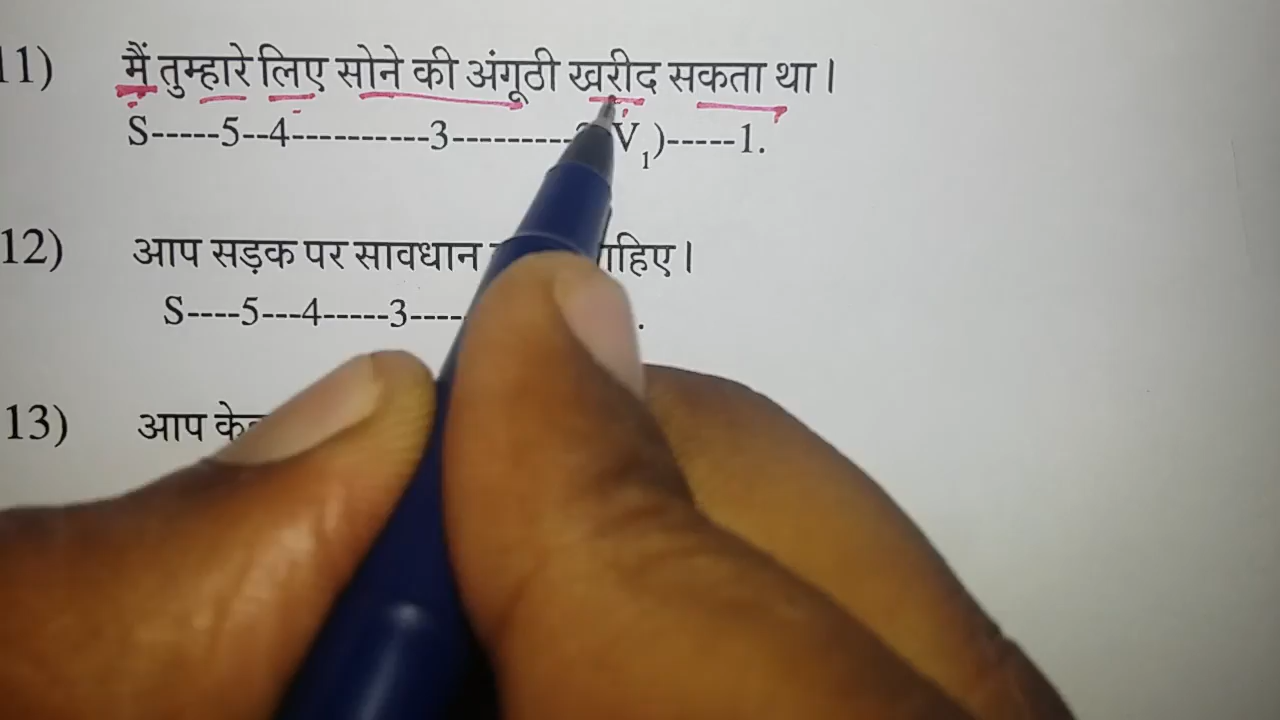 11) मैं तुम्हारे लिए सोने की अंगूठी खरीद सकता था।
S-----5--4----------3---------V₁)-----1.
12) आप सड़क पर सावधान
S----5---4-----3----
13) आप